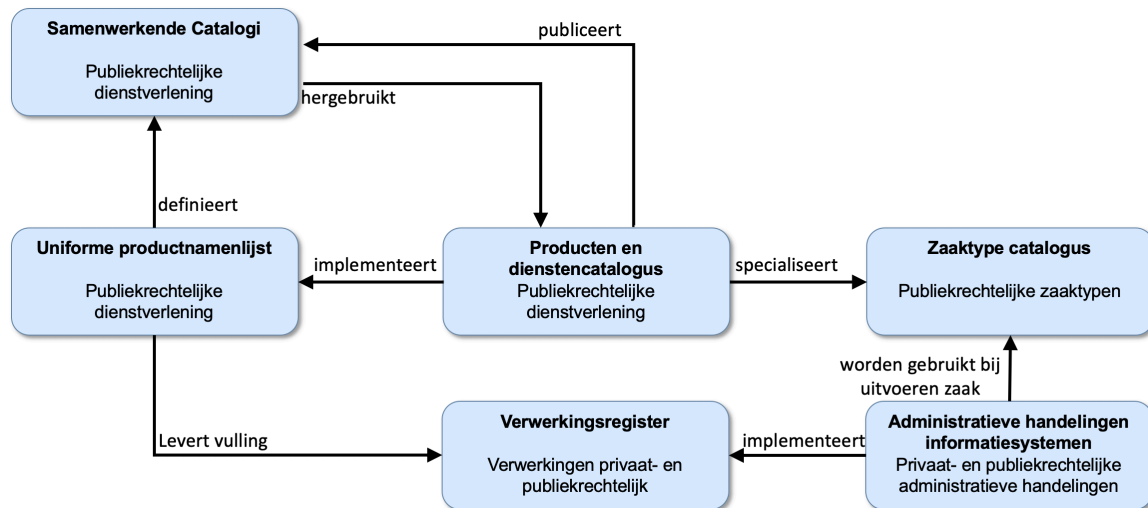 Samenwerkende Catalogi
Publiekrechtelijke
dienstverlening
publiceert
hergebruikt
definieert
Uniforme productnamenlijst
Publiekrechtelijke
dienstverlening
implementeert
Producten en
dienstencatalogus
Publiekrechtelijke
dienstverlening
specialiseert
Zaaktype catalogus
Publiekrechtelijke zaaktypen
worden gebruikt bij
uitvoeren zaak
Levert vulling
Verwerkingsregister
Verwerkingen privaat- en
publiekrechtelijk
implementeert
Administratieve handelingen
informatiesystemen
Privaat- en publiekrechtelijke
administratieve handelingen